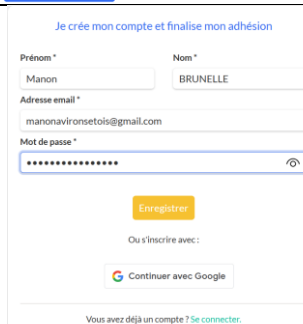 Je crée mon compte et finalise mon adhésion
Prénom * Nom *
Manon BRUNELLE
Adresse email *
manonavironsetois@gmail.com
Mot de passe *
••••••••••••••••
Enregistrer
Ou s'inscrire avec :
Continuer avec Google
Vous avez déjà un compte ? Se connecter.